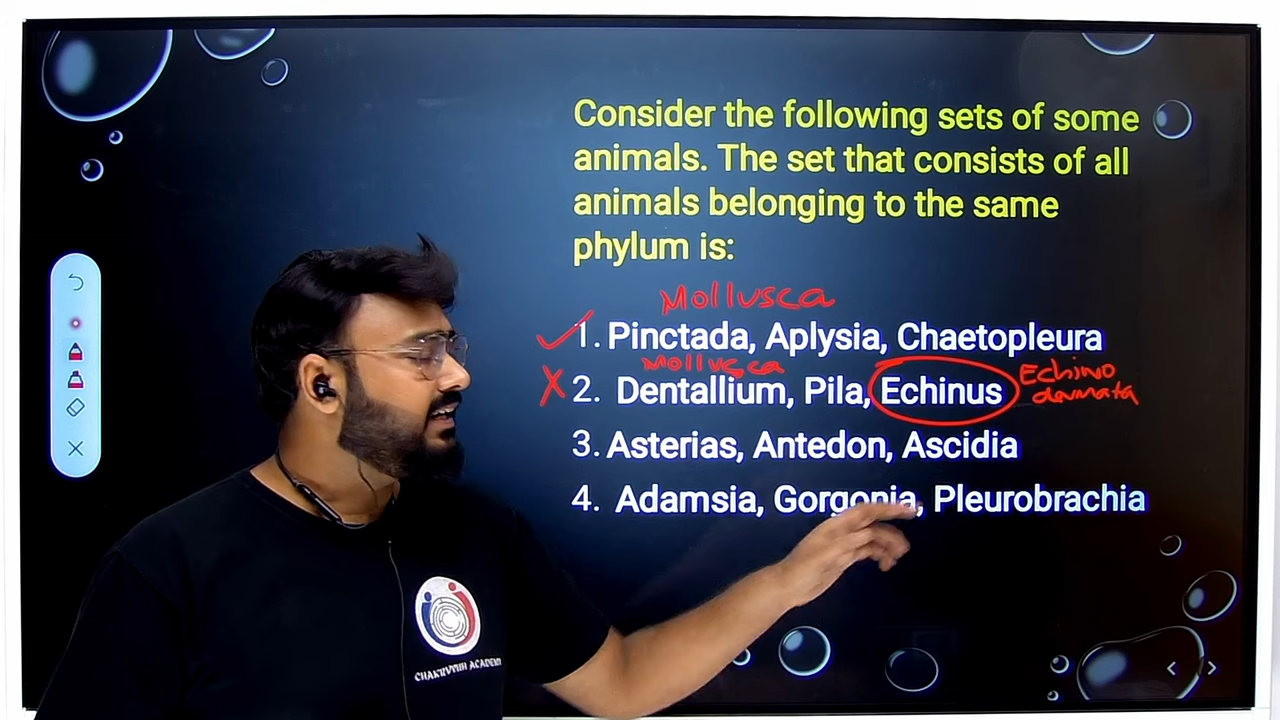 Consider the following sets of some
animals. The set that consists of all
animals belonging to the same
phylum is:
Mollusca
1. Pinctada, Aplysia, Chaetopleura
Mollusca
2. Dentallium, Pila, Echinus
Echino
dermata
3. Asterias, Antedon, Ascidia
4. Adamsia, Gorgonia, Pleurobrachia
CHAKRVYUH ACADEMY